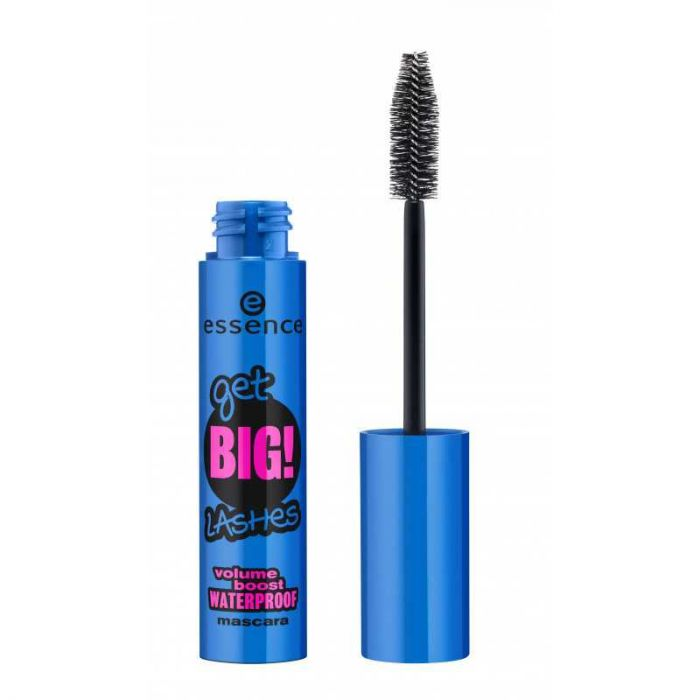 e
essence
get
BIG!
LASHES
volume
boost
WATERPROOF
mascara